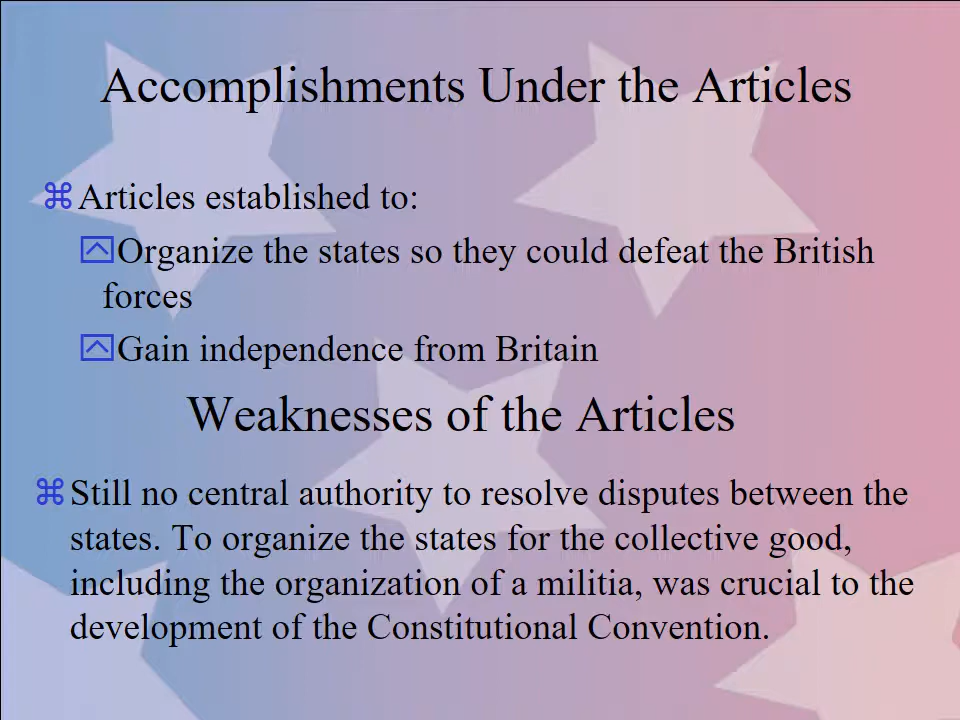 Accomplishments Under the Articles
⌘Articles established to:
Organize the states so they could defeat the British
forces
Gain independence from Britain
Weaknesses of the Articles
⌘Still no central authority to resolve disputes between the
states. To organize the states for the collective good,
including the organization of a militia, was crucial to the
development of the Constitutional Convention.